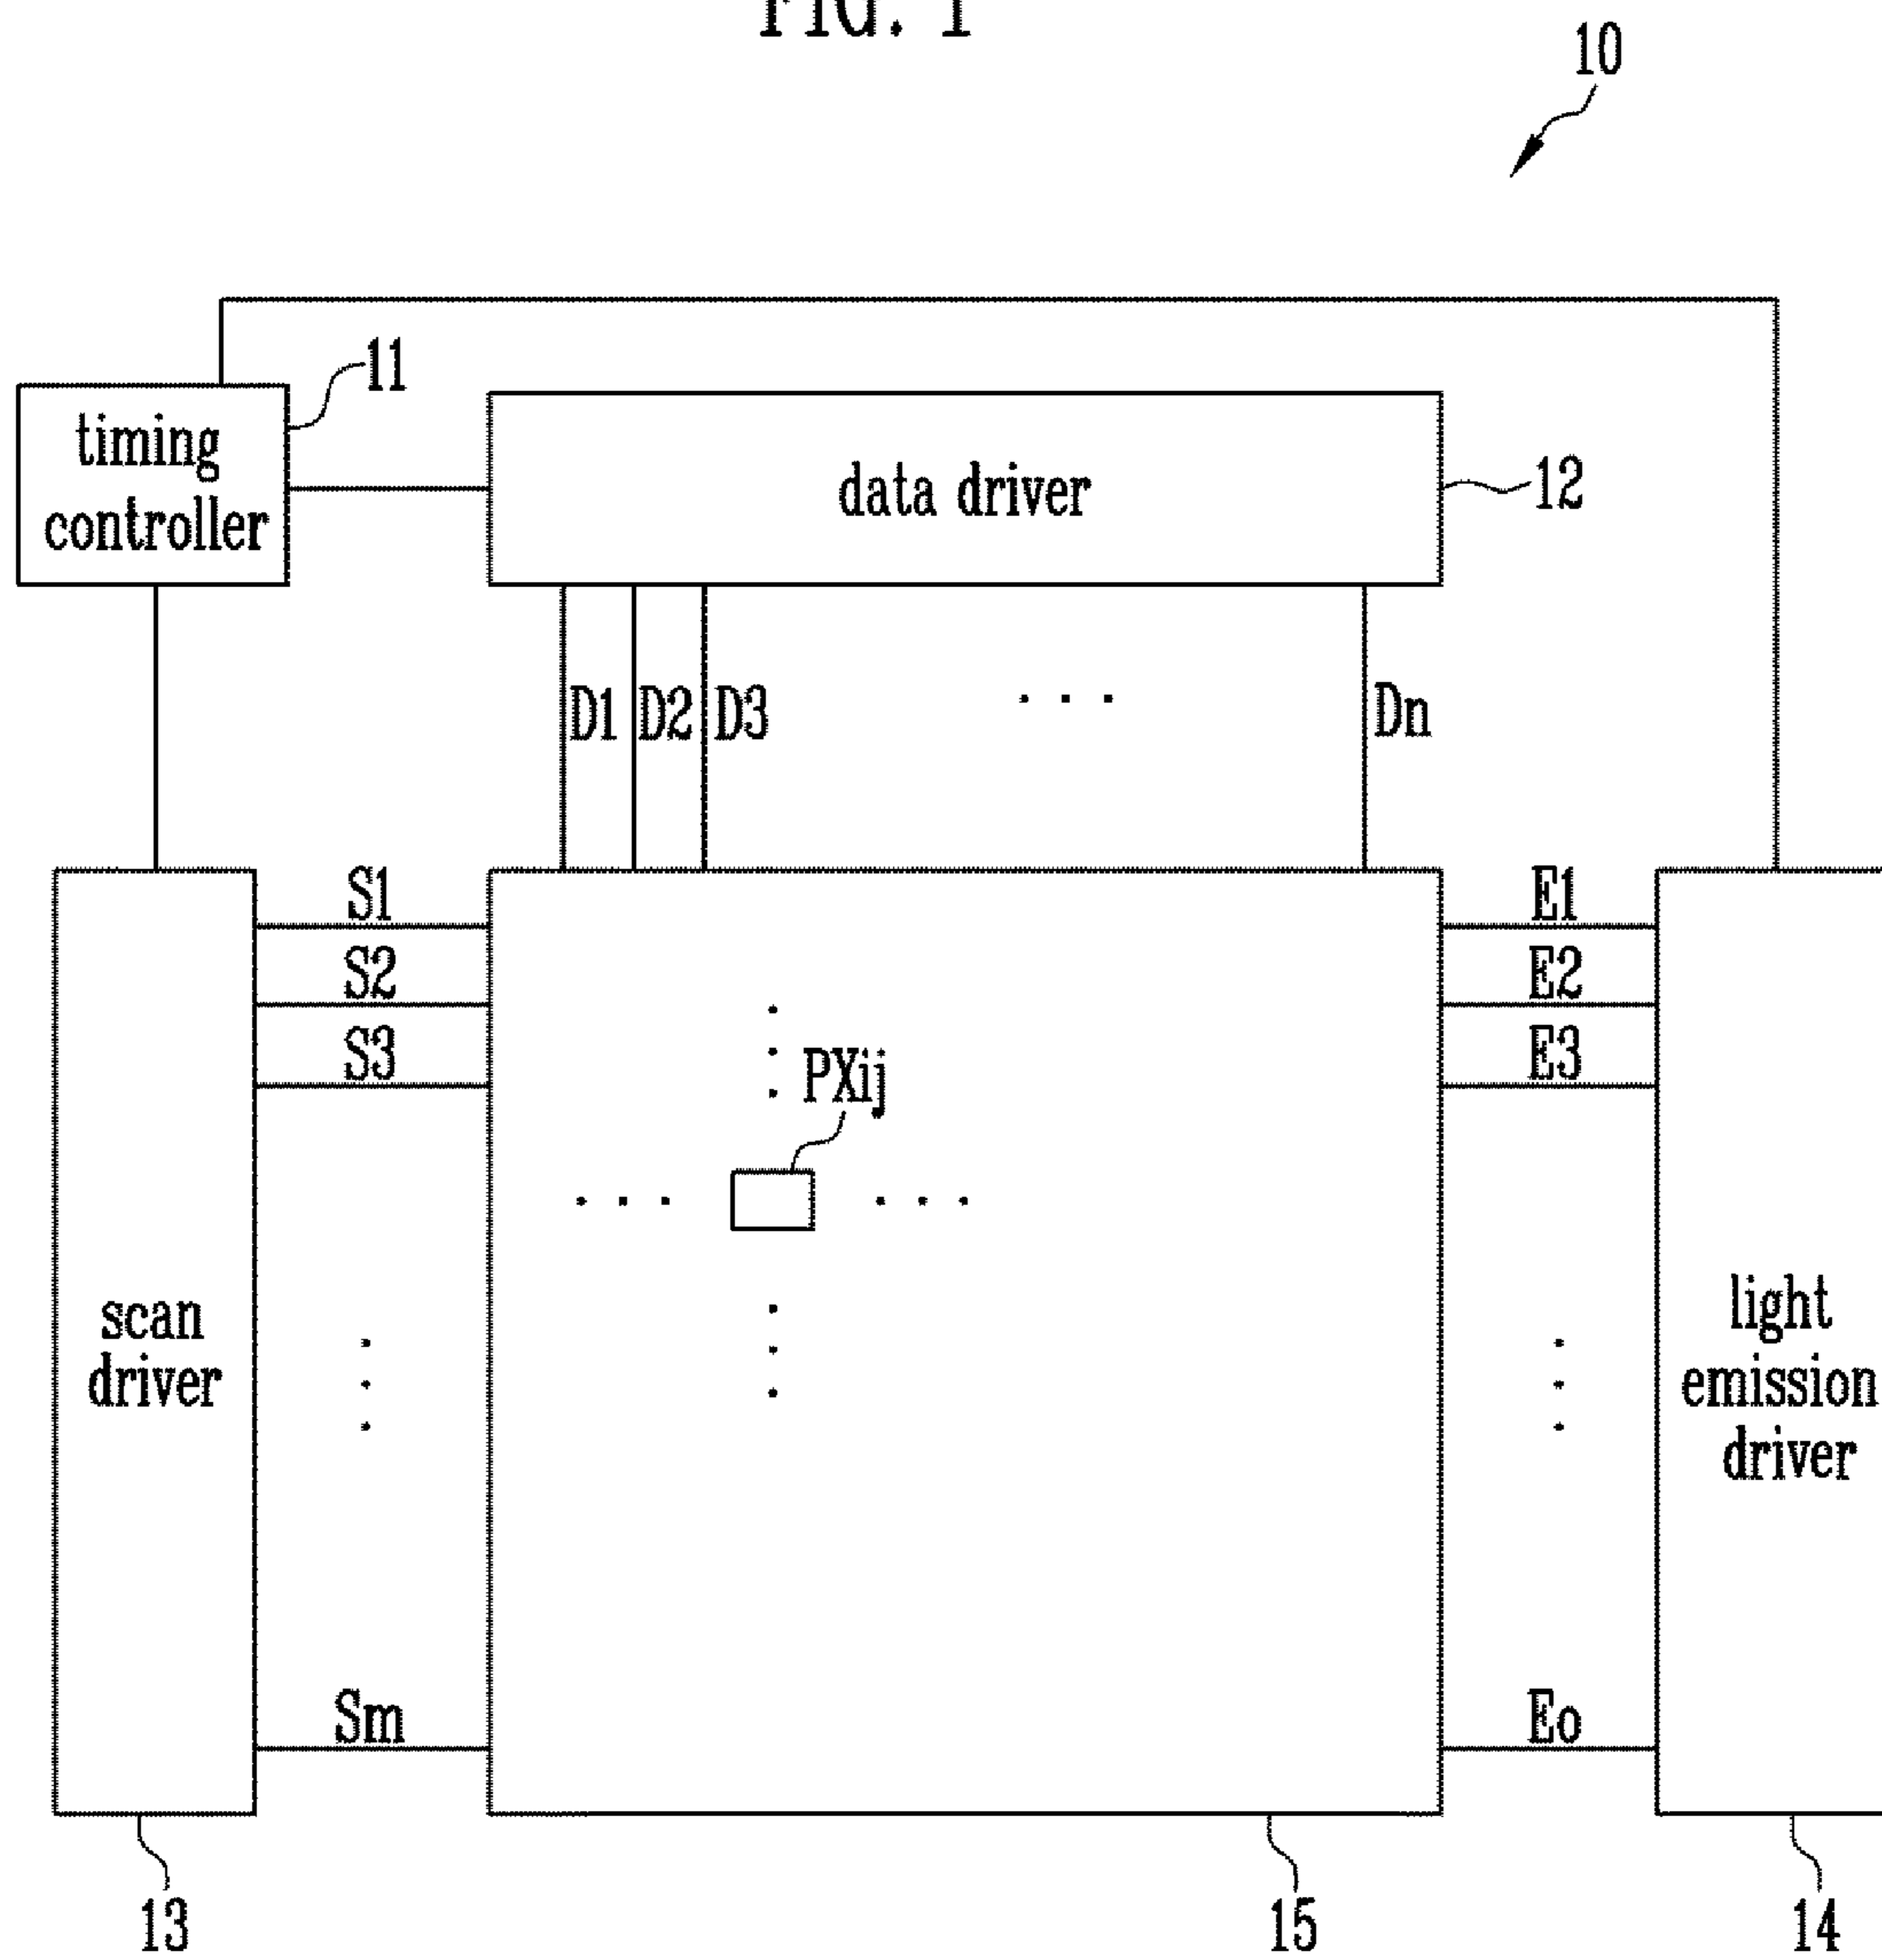 FIG. 1
10
11
timing
controller
data driver
12
D1 D2 D3 . . . Dn
S1
S2
S3
Sm
E1
E2
E3
Eo
PXij
scan
driver
light
emission
driver
13
15
14